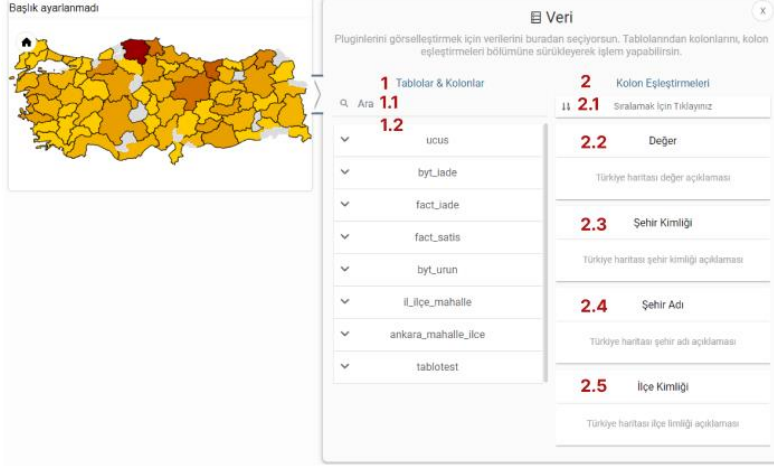 Başlık ayarlanmadı
Veri
x
Pluginlerini görselleştirmek için verilerini buradan seçiyorsun. Tablolarından kolonlarını, kolon
eşleştirmeleri bölümüne sürükleyerek işlem yapabilirsin.
1 Tablolar & Kolonlar
Ara 1.1
1.2
ucus
byt_iade
fact_iade
fact_satis
byt_urun
il_ilçe_mahalle
ankara_mahalle_ilce
tablotest
2 Kolon Eşleştirmeleri
2.1 Sıralamak İçin Tıklayınız
2.2 Değer
Türkiye haritası değer açıklaması
2.3 Şehir Kimliği
Türkiye haritası şehir kimliği açıklaması
2.4 Şehir Adı
Türkiye haritası şehir adı açıklaması
2.5 İlçe Kimliği
Türkiye haritası ilçe limliği açıklaması